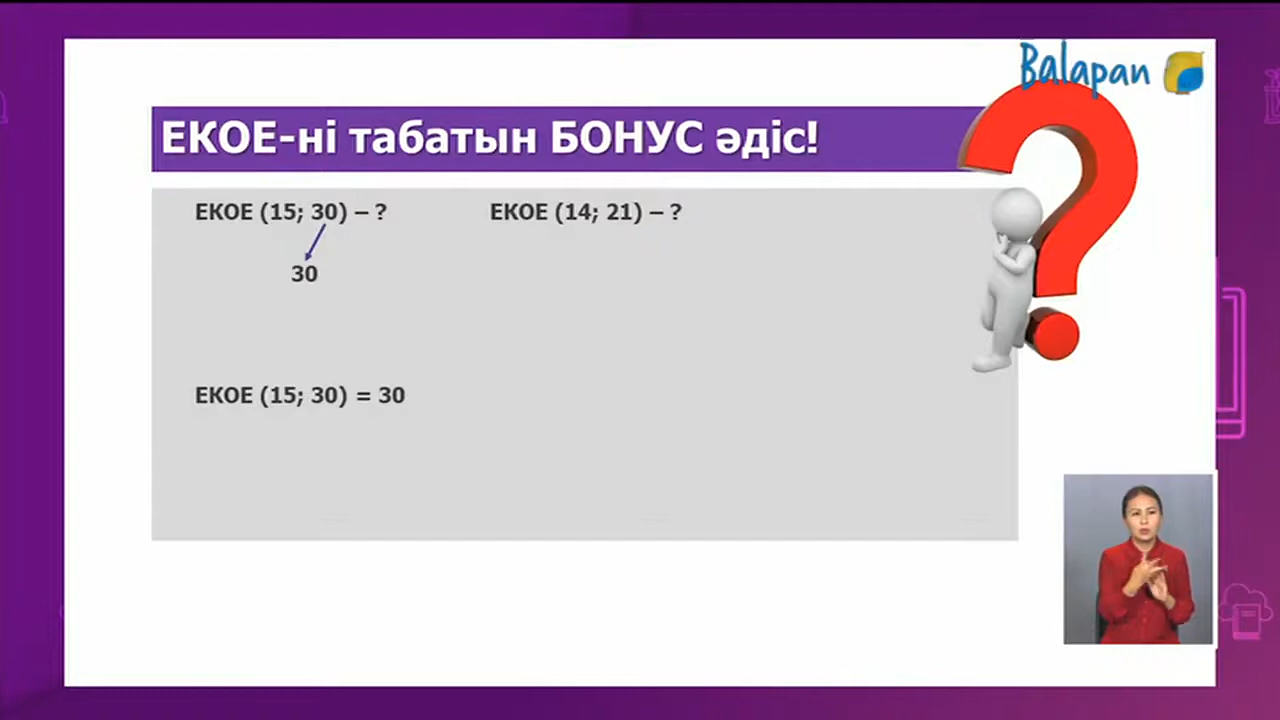 Balapan
ЕКОЕ-ні табатын БОНУС әдіс!
ЕКОЕ (15; 30) – ?
30
ЕКОЕ (15; 30) = 30
ЕКОЕ (14; 21) – ?